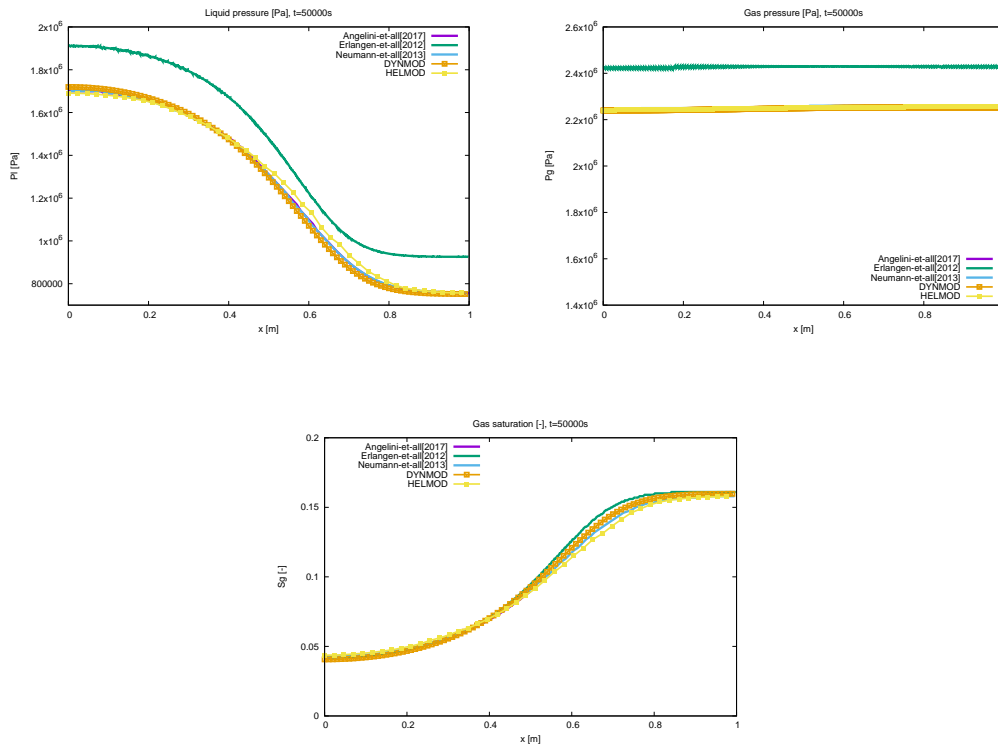 Liquid pressure [Pa], t=50000s
2x10^6
1.8x10^6
1.6x10^6
1.4x10^6
1.2x10^6
1x10^6
800000
Pl [Pa]
Angelini-et-all[2017]
Erlangen-et-all[2012]
Neumann-et-all[2013]
DYNMOD
HELMOD
0 0.2 0.4 0.6 0.8 1
x [m]
Gas pressure [Pa], t=50000s
2.6x10^6
2.4x10^6
2.2x10^6
2x10^6
1.8x10^6
1.6x10^6
1.4x10^6
Pg [Pa]
Angelini-et-all[2017]
Erlangen-et-all[2012]
Neumann-et-all[2013]
DYNMOD
HELMOD
0 0.2 0.4 0.6 0.8
x [m]
Gas saturation [-], t=50000s
0.2
0.15
0.1
0.05
0
Sg [-]
Angelini-et-all[2017]
Erlangen-et-all[2012]
Neumann-et-all[2013]
DYNMOD
HELMOD
0 0.2 0.4 0.6 0.8 1
x [m]